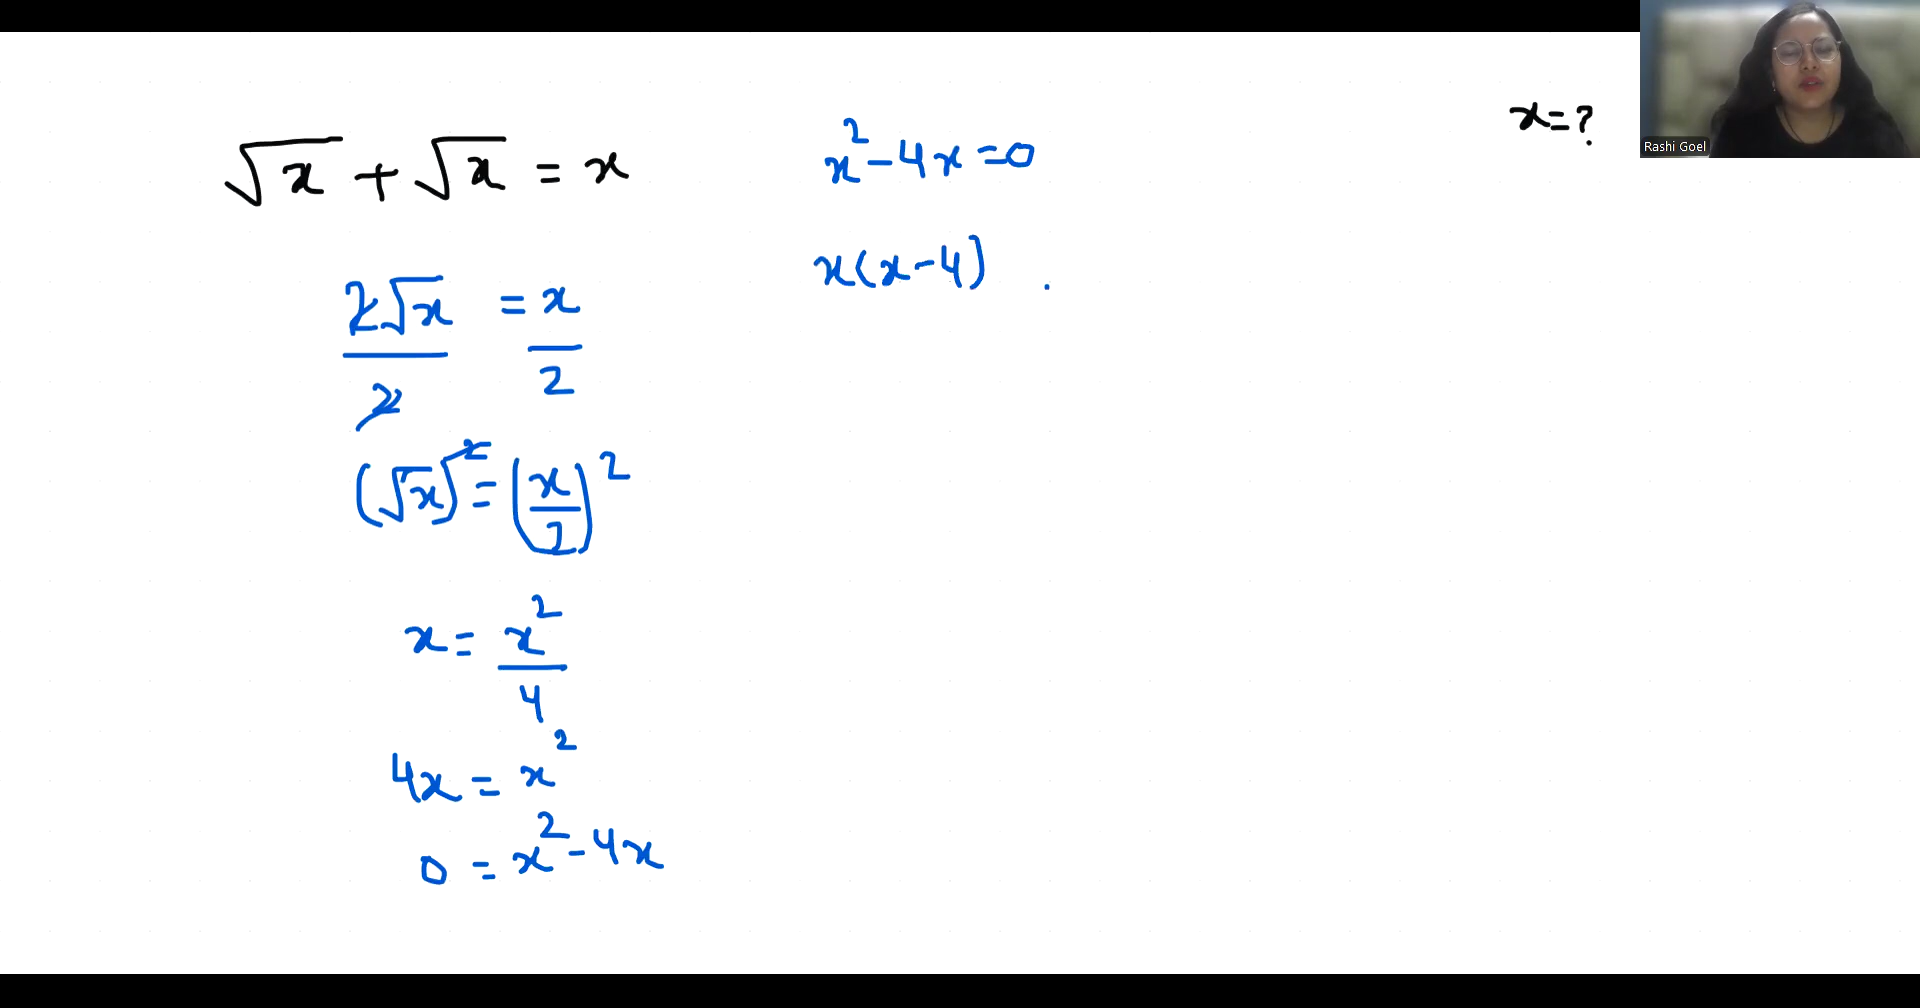 √x + √x = x
2√x/2 = x/2
(√x)² = (x/2)²
x = x²/4
4x = x²
0 = x² - 4x
x² - 4x = 0
x(x - 4) .
x = ?
Rashi Goel